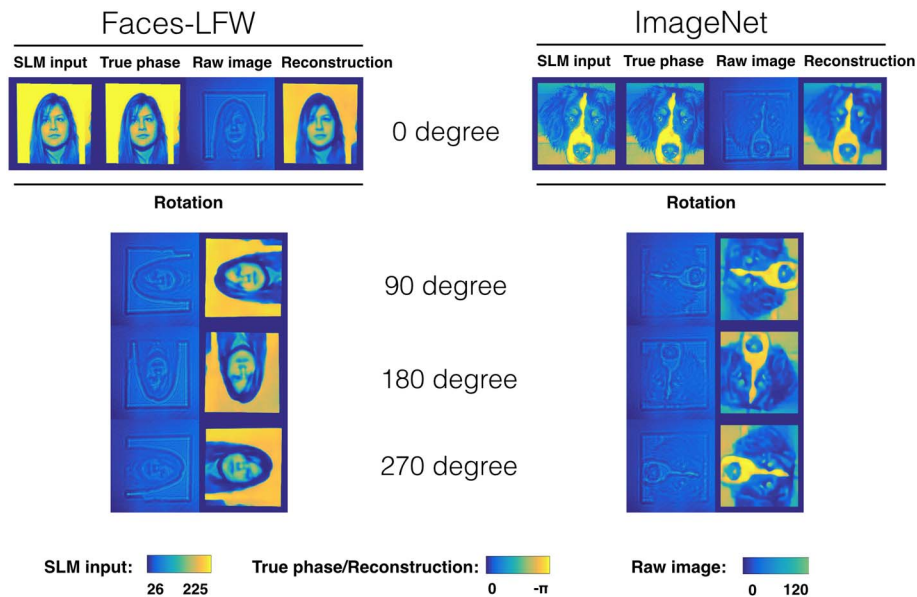 Faces-LFW
ImageNet
SLM input True phase Raw image Reconstruction
SLM input True phase Raw image Reconstruction
0 degree
Rotation
Rotation
90 degree
180 degree
270 degree
SLM input:
26 225
True phase/Reconstruction:
0 -π
Raw image:
0 120